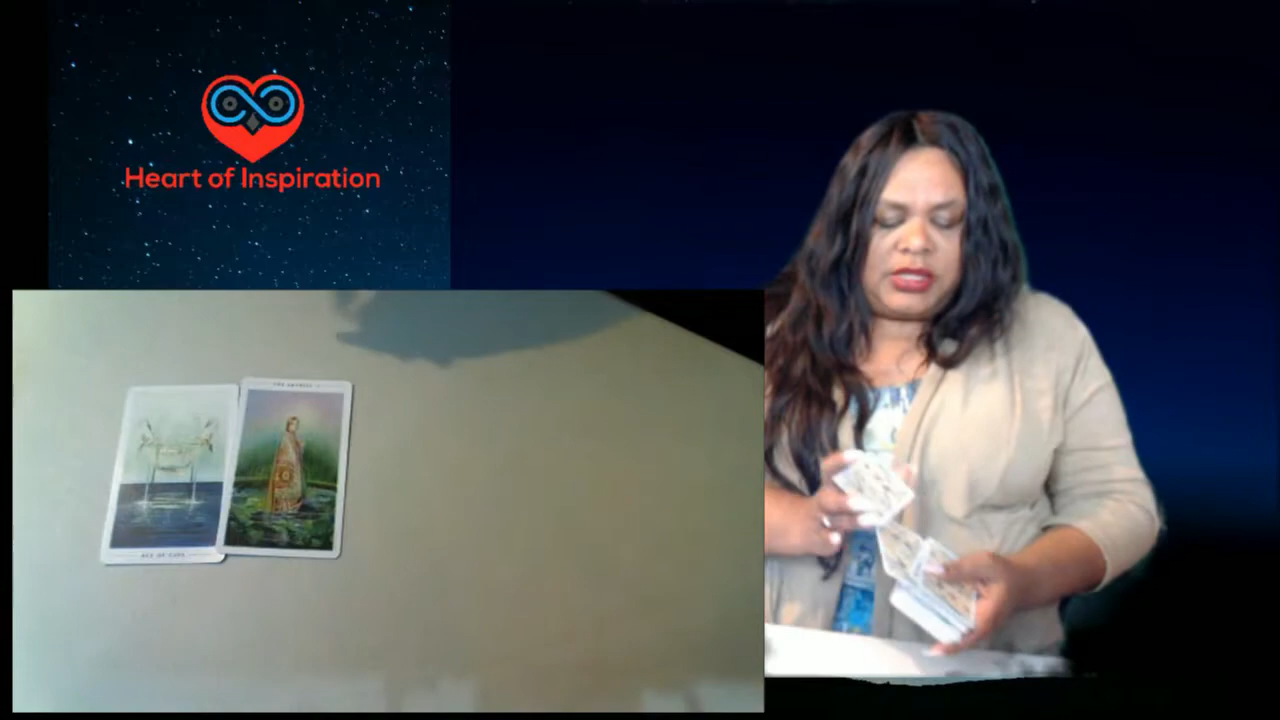 Heart of Inspiration
THE EMPRESS
ACE OF CUPS